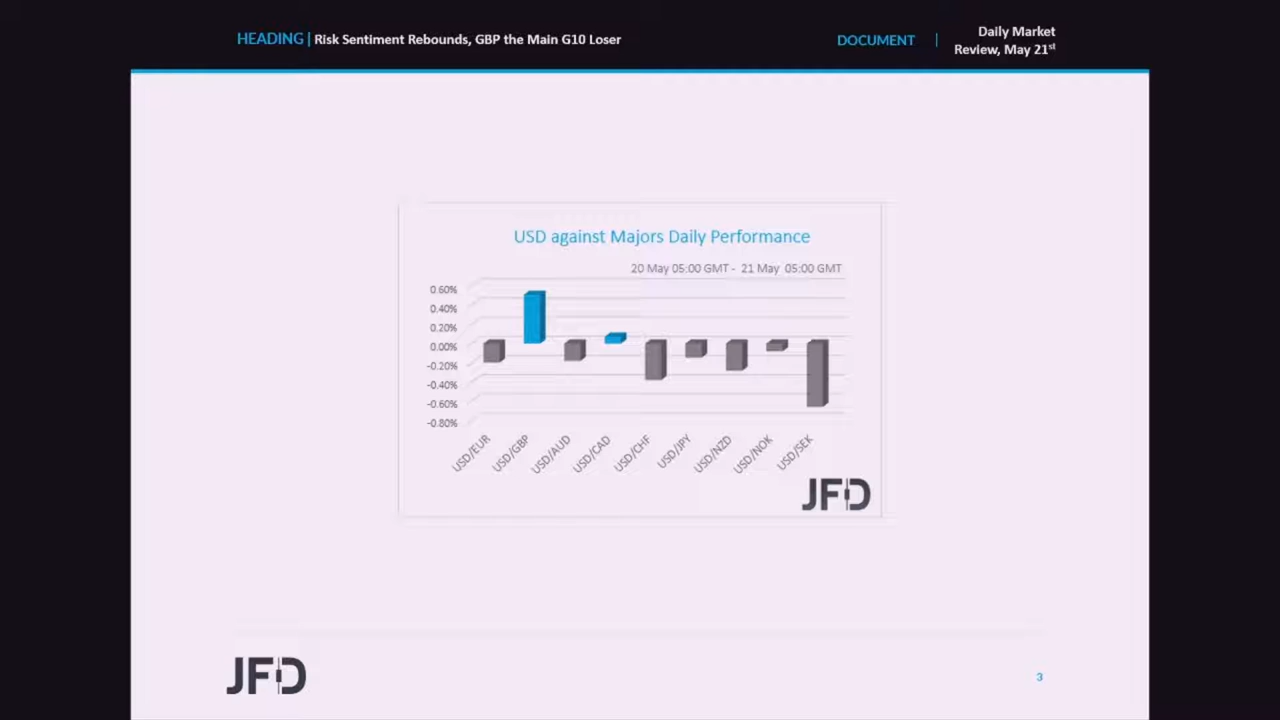 HEADING | Risk Sentiment Rebounds, GBP the Main G10 Loser
DOCUMENT | Daily Market
Review, May 21st
USD against Majors Daily Performance
20 May 05:00 GMT - 21 May 05:00 GMT
0.60%
0.40%
0.20%
0.00%
-0.20%
-0.40%
-0.60%
-0.80%
USD/EUR
USD/GBP
USD/AUD
USD/CAD
USD/CHF
USD/JPY
USD/NZD
USD/NOK
USD/SEK
JFD
JFD
3